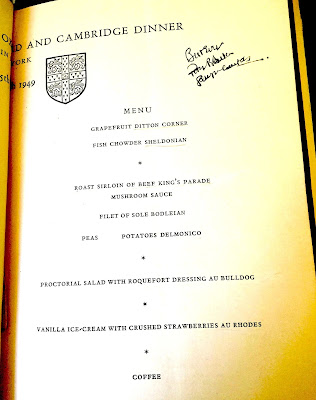 RD AND CAMBRIDGE DINNER
YORK
1949
MENU
GRAPEFRUIT DITTON CORNER
FISH CHOWDER SHELDONIAN
*
ROAST SIRLOIN OF BEEF KING'S PARADE
MUSHROOM SAUCE
FILET OF SOLE BODLEIAN
PEAS POTATOES DELMONICO
*
PROCTORIAL SALAD WITH ROQUEFORT DRESSING AU BULLDOG
*
VANILLA ICE-CREAM WITH CRUSHED STRAWBERRIES AU RHODES
*
COFFEE